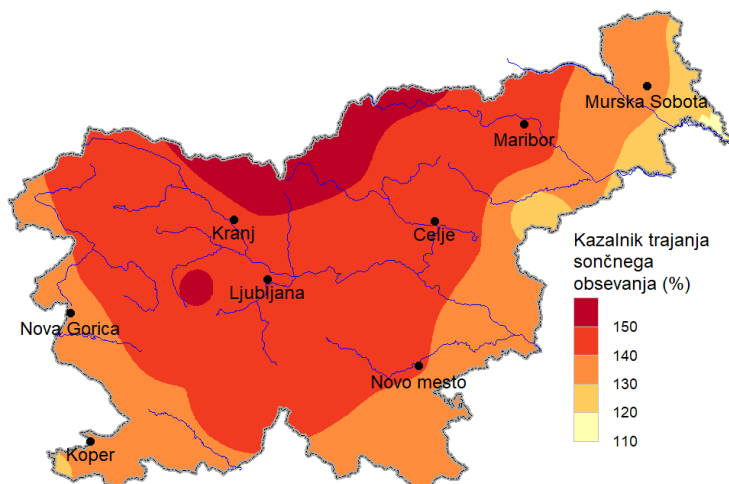 Murska Sobota
Maribor
Kranj
Celje
Ljubljana
Nova Gorica
Novo mesto
Koper
Kazalnik trajanja
sončnega
obsevanja (%)
150
140
130
120
110